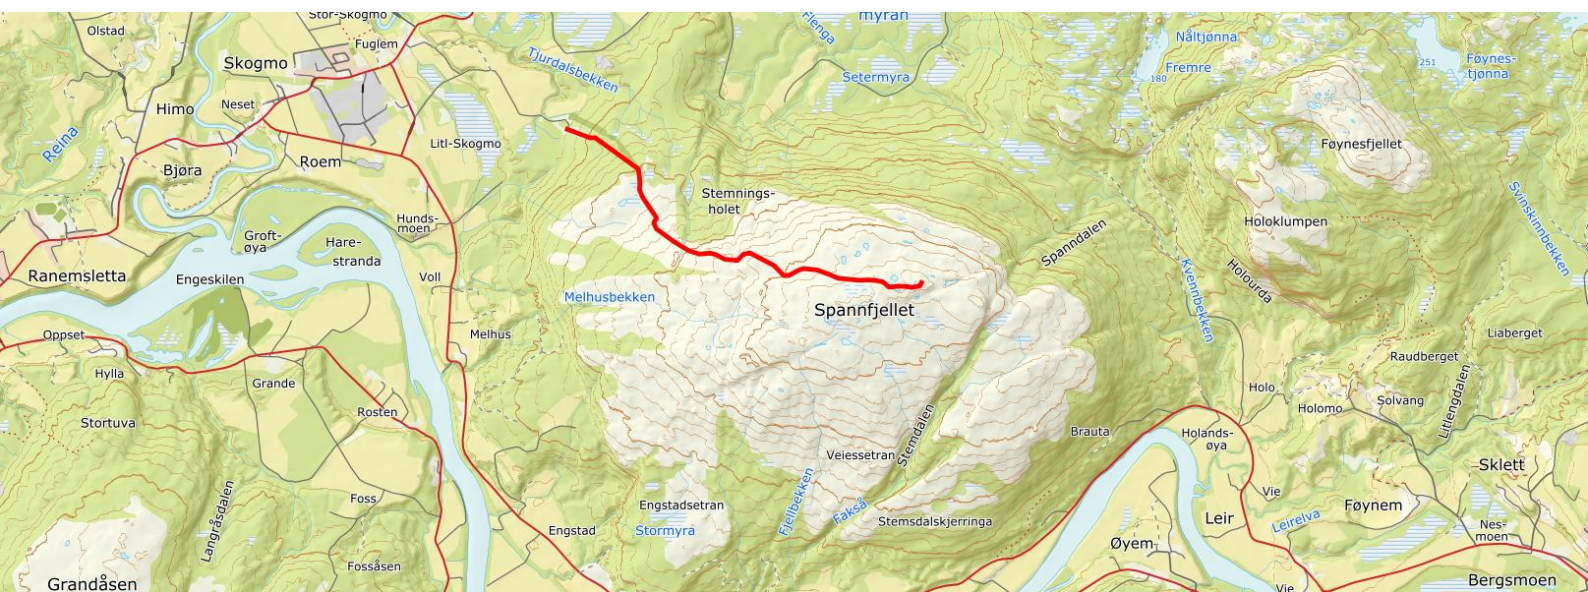 Stor-Skogmo
myran
Olstad
Flenga
Fuglem
Nåltjønna
Skogmo
Tjurdalsbekken
Fremre
Føynes-
tjønna
251
Setermyra
180
Himo
Neset
Reina
Litl-Skogmo
Føynesfjellet
Roem
Bjøra
Stemnings-
holet
Svinskinnbekken
Hunds-
moen
Holoklumpen
Groft-
øya
Hare-
stranda
Spanndalen
Ranemsletta
Engeskilen
Voll
Kvennbekken
Holourda
Melhusbekken
Spannfjellet
Oppset
Melhus
Liaberget
Raudberget
Hylla
Grande
Holo
Solvang
Holomo
Litlengdalen
Rosten
Stortuva
Stemdalen
Brauta
Holands-
øya
Veiessetran
Sklett
Langråsdalen
Foss
Engstadsetran
Fjellbekken
Vie
Føynem
Fakså
Stemsdalskjerringa
Leir
Leirelva
Engstad
Stormyra
Nes-
moen
Øyem
Fossåsen
Grandåsen
Vie
Bergsmoen